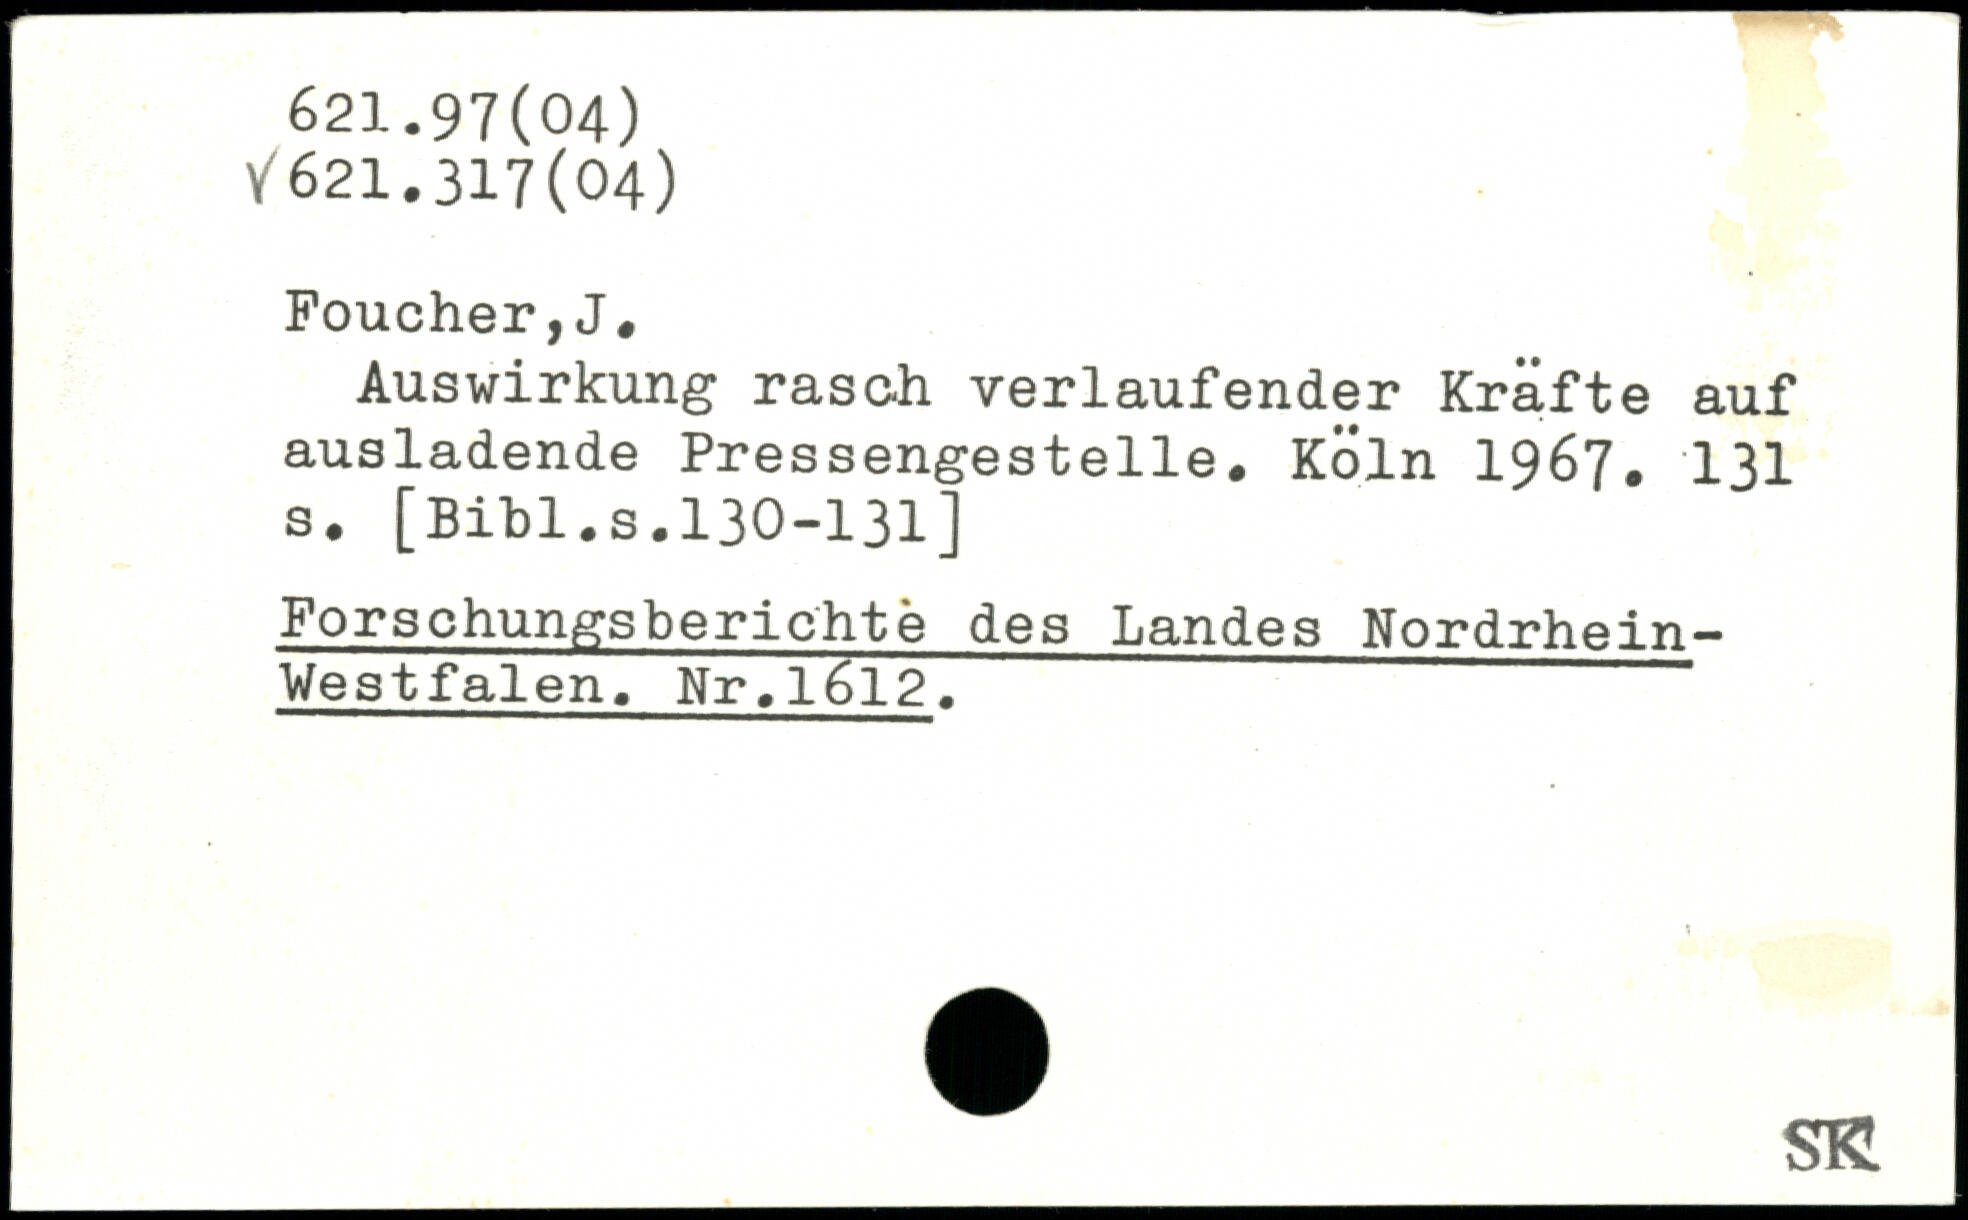 621.97(04)
√621.317(04)
Foucher,J.
Auswirkung rasch verlaufender Kräfte auf
ausladende Pressengestelle. Köln 1967. 131
s. [Bibl.s.130-131]
Forschungsberichte des Landes Nordrhein-
Westfalen. Nr.1612.
SK